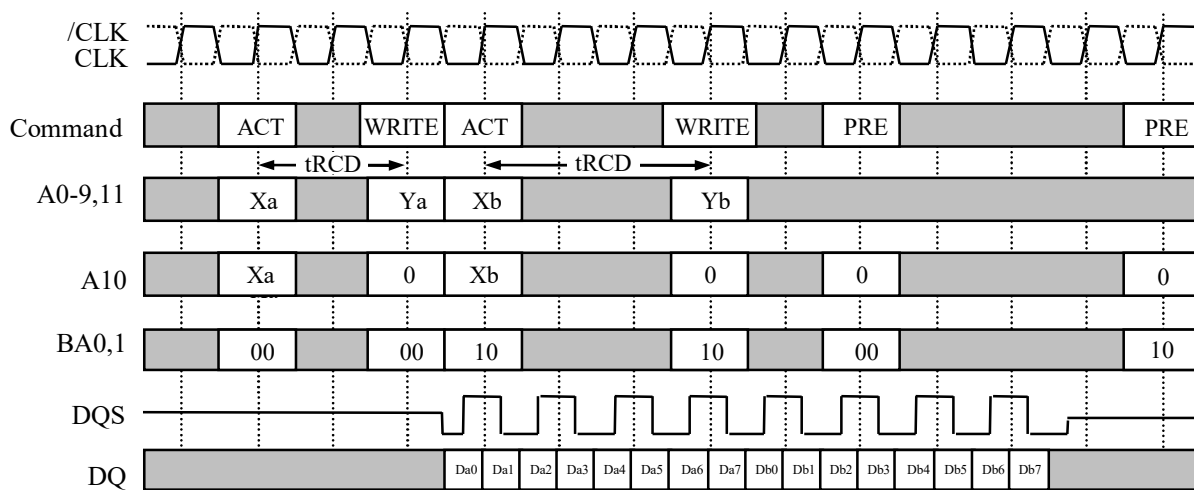 /CLK
CLK
Command ACT WRITE ACT WRITE PRE PRE
tRCD tRCD
A0-9,11 Xa Ya Xb Yb
A10 Xa 0 Xb 0 0 0
BA0,1 00 00 10 10 00 10
DQS
DQ Da0 Da1 Da2 Da3 Da4 Da5 Da6 Da7 Db0 Db1 Db2 Db3 Db4 Db5 Db6 Db7